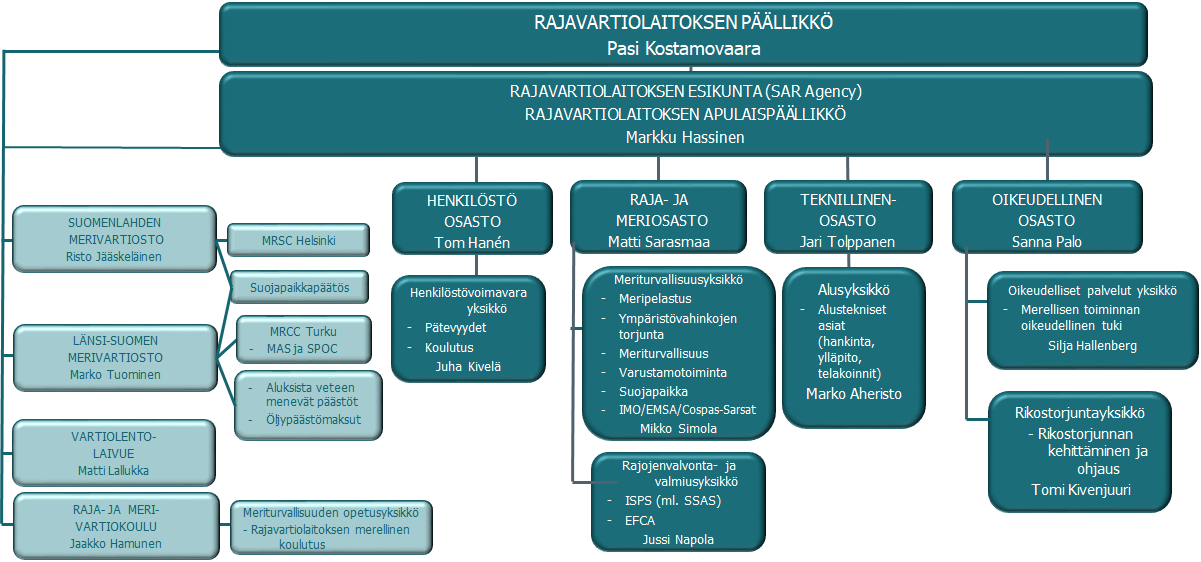 RAJAVARTIOLAITOKSEN PÄÄLLIKKÖ
Pasi Kostamovaara
RAJAVARTIOLAITOKSEN ESIKUNTA (SAR Agency)
RAJAVARTIOLAITOKSEN APULAISPÄÄLLIKKÖ
Markku Hassinen
SUOMENLAHDEN
MERIVARTIOSTO
Risto Jääskeläinen
MRSC Helsinki
Suojapaikkapäätös
LÄNSI-SUOMEN
MERIVARTIOSTO
Marko Tuominen
MRCC Turku
- MAS ja SPOC
- Aluksista veteen
menevät päästöt
- Öljypäästömaksut
VARTIOLENTO-
LAIVUE
Matti Lallukka
RAJA- JA MERI-
VARTIOKOULU
Jaakko Hamunen
Meriturvallisuuden opetusyksikkö
- Rajavartiolaitoksen merellinen
koulutus
HENKILÖSTÖ
OSASTO
Tom Hanén
Henkilöstövoimavara
yksikkö
- Pätevyydet
- Koulutus
Juha Kivelä
RAJA- JA
MERIOSASTO
Matti Sarasmaa
Meriturvallisuusyksikkö
- Meripelastus
- Ympäristövahinkojen
torjunta
- Meriturvallisuus
- Varustamotoiminta
- Suojapaikka
- IMO/EMSA/Cospas-Sarsat
Mikko Simola
Rajojenvalvonta- ja
valmiusyksikkö
- ISPS (ml. SSAS)
- EFCA
Jussi Napola
TEKNILLINEN-
OSASTO
Jari Tolppanen
Alusyksikkö
- Alustekniset
asiat
(hankinta,
ylläpito,
telakoinnit)
Marko Aheristo
OIKEUDELLINEN
OSASTO
Sanna Palo
Oikeudelliset palvelut yksikkö
- Merellisen toiminnan
oikeudellinen tuki
Silja Hallenberg
Rikostorjuntayksikkö
- Rikostorjunnan
kehittäminen ja
ohjaus
Tomi Kivenjuuri